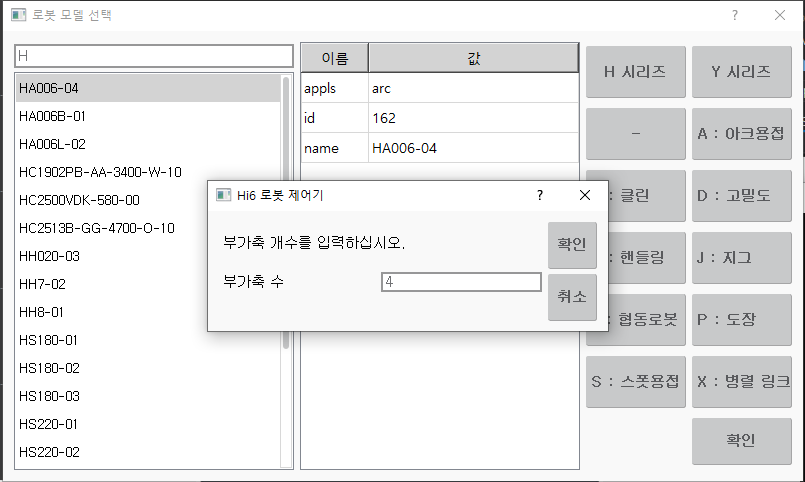 로봇 모델 선택
H
HA006-04
HA006B-01
HA006L-02
HC1902PB-AA-3400-W-10
HC2500VDK-580-00
HC2513B-GG-4700-O-10
HH020-03
HH7-02
HH8-01
HS180-01
HS180-02
HS180-03
HS220-01
HS220-02
이름 값
appls arc
id 162
name HA006-04
H 시리즈 Y 시리즈
- A : 아크용접
: 클린 D : 고밀도
: 핸들링 J : 지그
: 협동로봇 P : 도장
S : 스폿용접 X : 병렬 링크
확인
Hi6 로봇 제어기
부가축 개수를 입력하십시오.
부가축 수 4
확인
취소